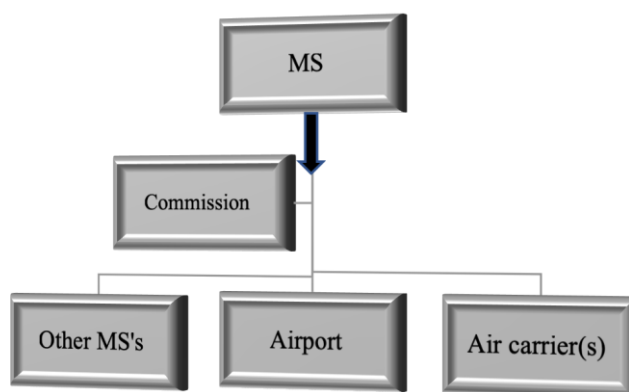 MS
Commission
Other MS's
Airport
Air carrier(s)